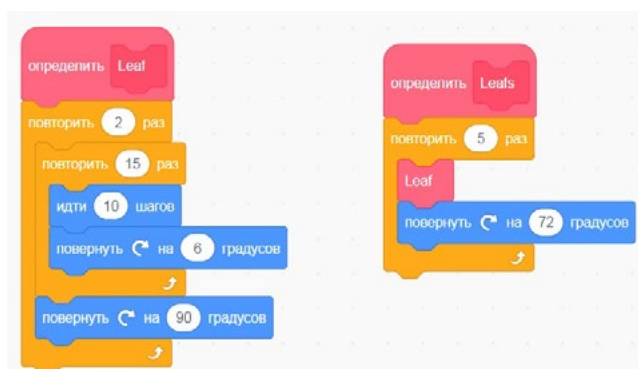 определить Leaf
повторить 2 раз
повторить 15 раз
идти 10 шагов
повернуть на 6 градусов
повернуть на 90 градусов
определить Leafs
повторить 5 раз
Leaf
повернуть на 72 градусов